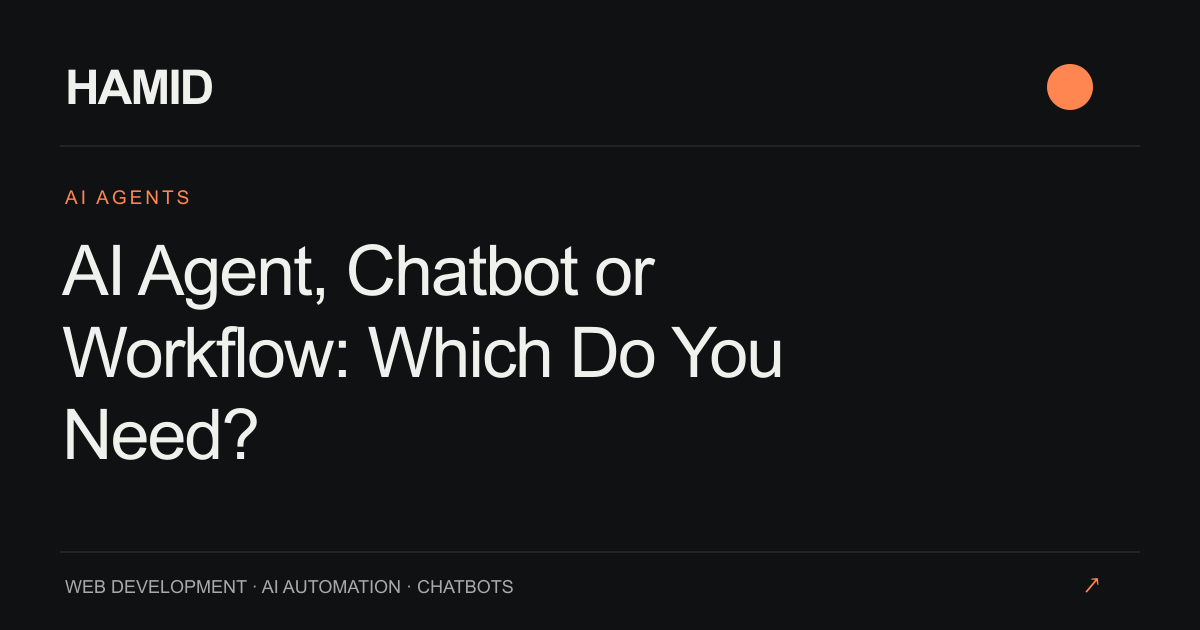 HAMID
AI AGENTS
AI Agent, Chatbot or
Workflow: Which Do You
Need?
WEB DEVELOPMENT · AI AUTOMATION · CHATBOTS
↗